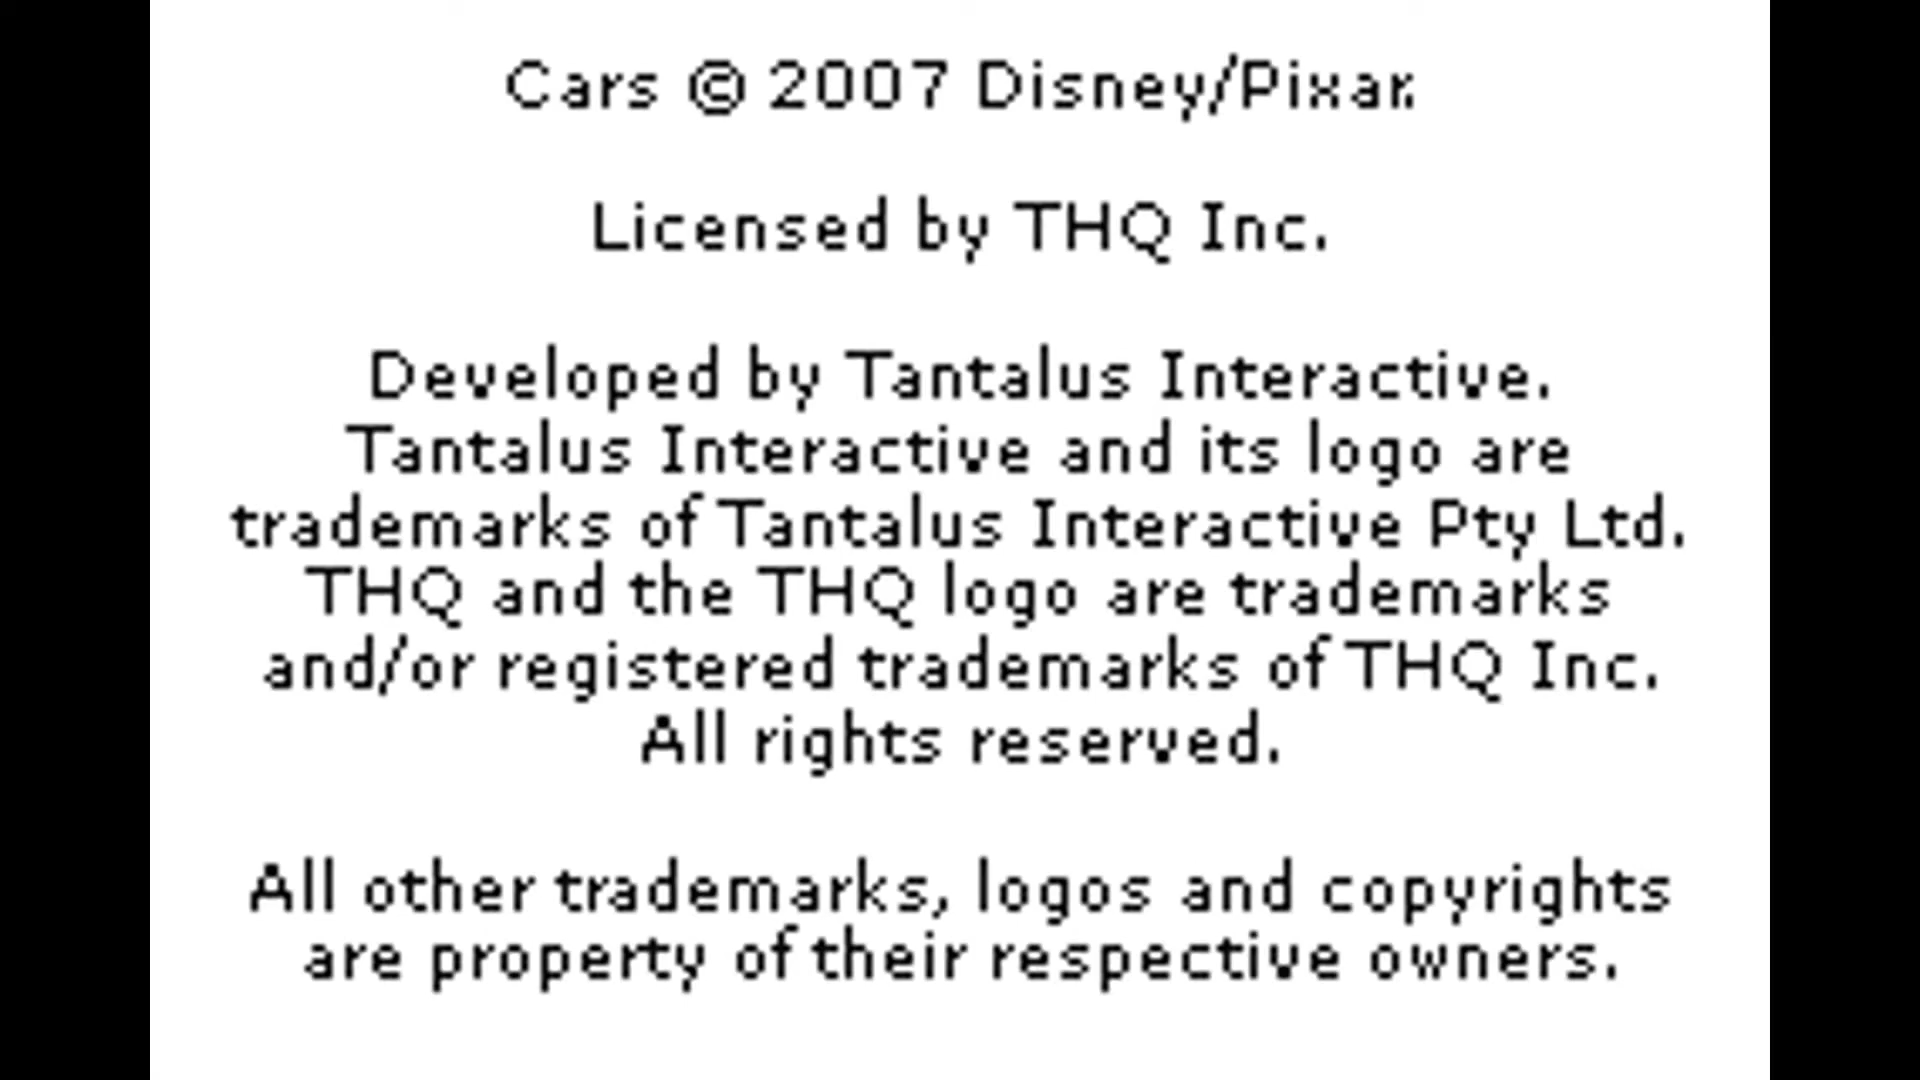 Cars © 2007 Disney/Pixar.
Licensed by THQ Inc.
Developed by Tantalus Interactive.
Tantalus Interactive and its logo are
trademarks of Tantalus Interactive Pty Ltd.
THQ and the THQ logo are trademarks
and/or registered trademarks of THQ Inc.
All rights reserved.
All other trademarks, logos and copyrights
are property of their respective owners.